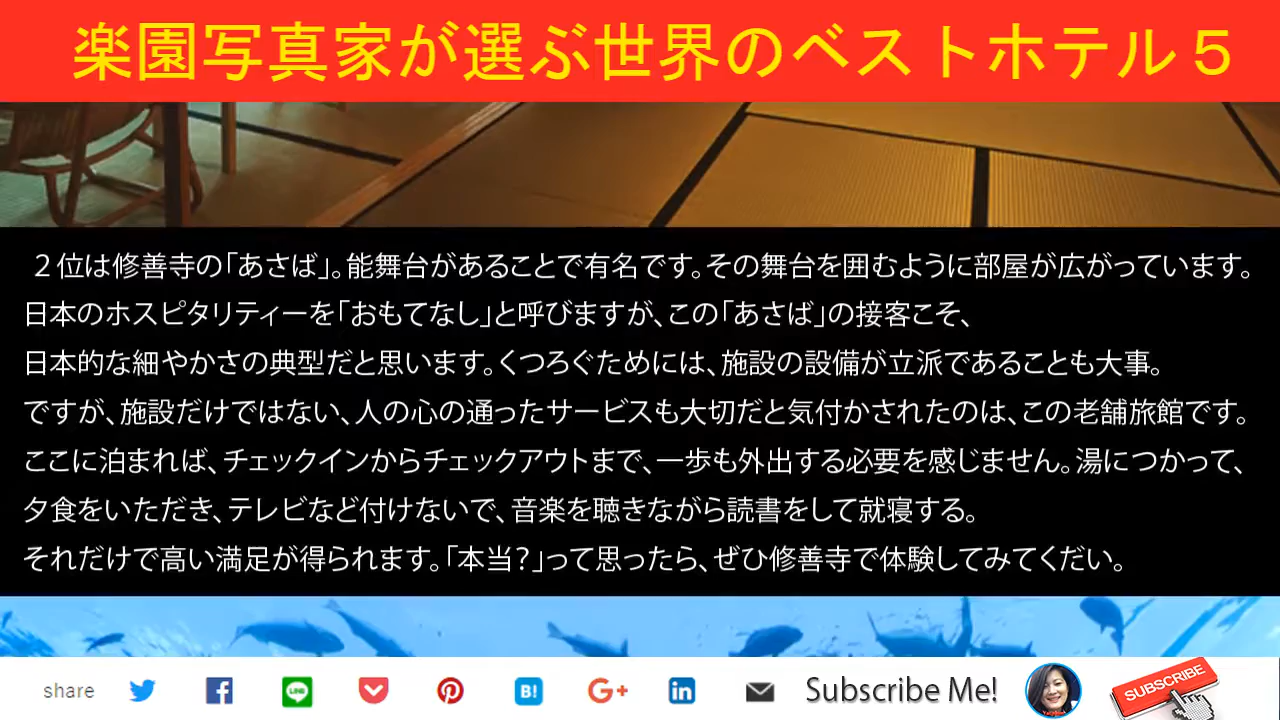 楽園写真家が選ぶ世界のベストホテル５
２位は修善寺の「あさば」。能舞台があることで有名です。その舞台を囲むように部屋が広がっています。
日本のホスピタリティーを「おもてなし」と呼びますが、この「あさば」の接客こそ、
日本的な細やかさの典型だと思います。くつろぐためには、施設の設備が立派であることも大事。
ですが、施設だけではない、人の心の通ったサービスも大切だと気付かされたのは、この老舗旅館です。
ここに泊まれば、チェックインからチェックアウトまで、一歩も外出する必要を感じません。湯につかって、
夕食をいただき、テレビなど付けないで、音楽を聴きながら読書をして就寝する。
それだけで高い満足が得られます。「本当?」って思ったら、ぜひ修善寺で体験してみてくだい。
share B! G+ in Subscribe Me! SUBSCRIBE
LINE